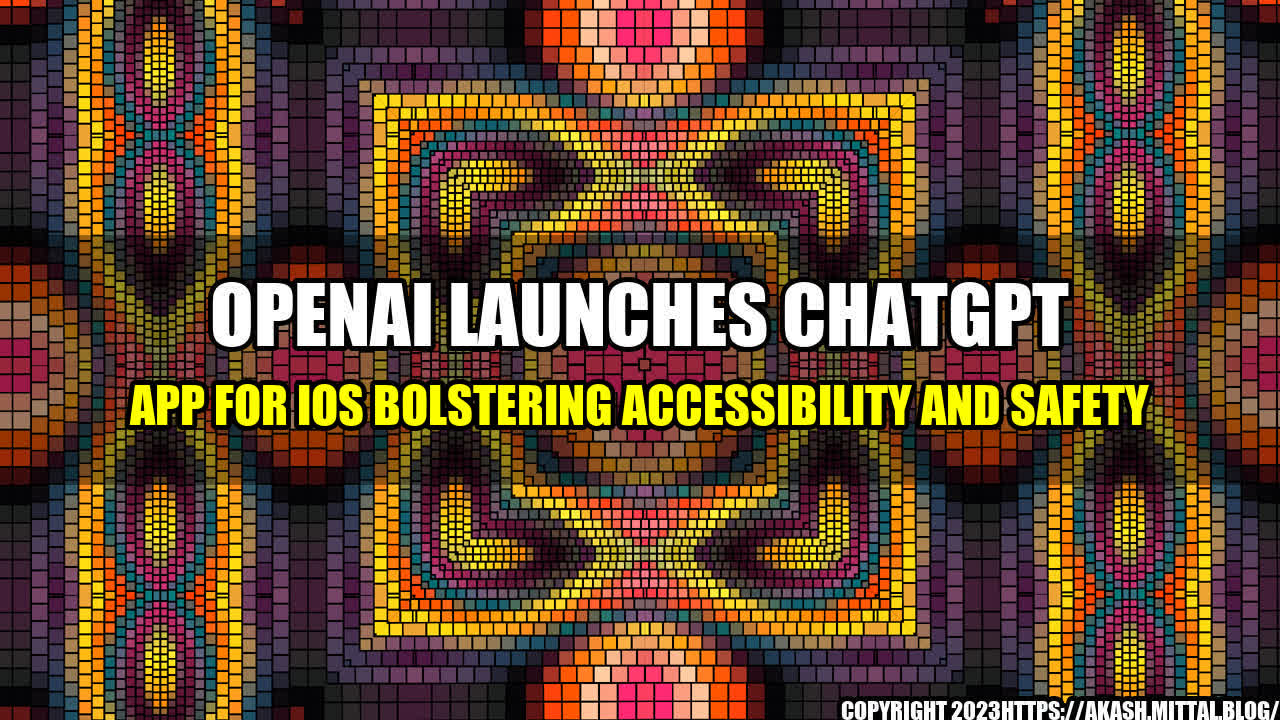 OPENAI LAUNCHES CHATGPT
APP FOR IOS BOLSTERING ACCESSIBILITY AND SAFETY
COPYRIGHT 2023HTTPS://AKASH.MITTAL.BLOG/